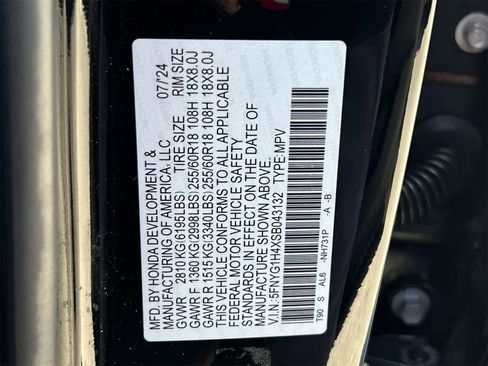 MFD. BY HONDA DEVELOPMENT & 07/'24
MANUFACTURING OF AMERICA, LLC
TIRE SIZE RIM SIZE
GVWR 2810KG(6195LBS)
GAWR F 1360KG(2998LBS) 255/60R18 108H 18X8.0J
GAWR R 1515KG(3340LBS) 255/60R18 108H 18X8.0J
THIS VEHICLE CONFORMS TO ALL APPLICABLE
FEDERAL MOTOR VEHICLE SAFETY
STANDARDS IN EFFECT ON THE DATE OF
MANUFACTURE SHOWN ABOVE.
V.I.N.:5FNYG1H4XSB043132 TYPE:MPV
T90 S AL6 -NH731P -A -B